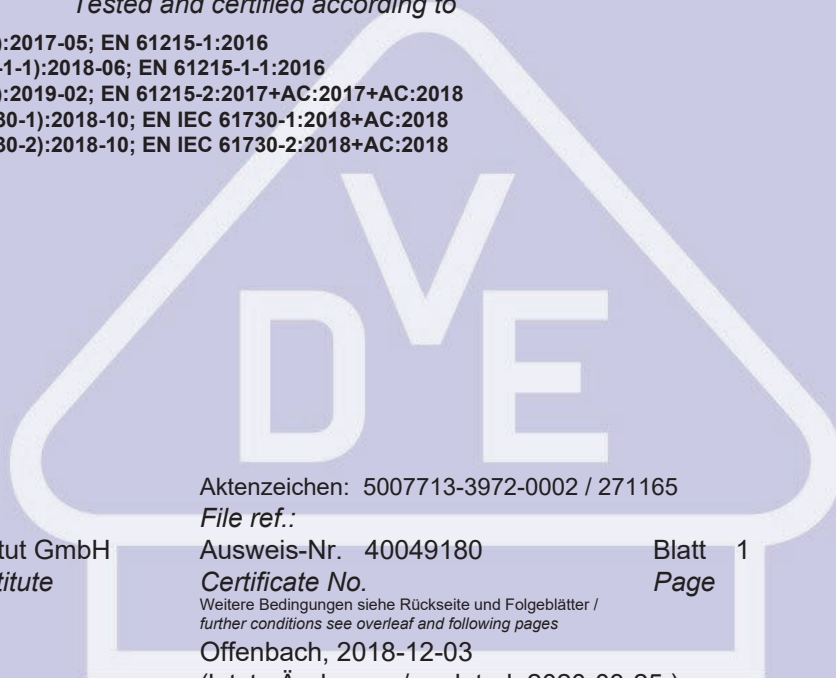 Tested and certified according to
):2017-05; EN 61215-1:2016
-1-1):2018-06; EN 61215-1-1:2016
):2019-02; EN 61215-2:2017+AC:2017+AC:2018
30-1):2018-10; EN IEC 61730-1:2018+AC:2018
30-2):2018-10; EN IEC 61730-2:2018+AC:2018
VDE
Aktenzeichen: 5007713-3972-0002 / 271165
File ref.:
tut GmbH Ausweis-Nr. 40049180 Blatt 1
titute Certificate No. Page
Weitere Bedingungen siehe Rückseite und Folgeblätter /
further conditions see overleaf and following pages
Offenbach, 2018-12-03